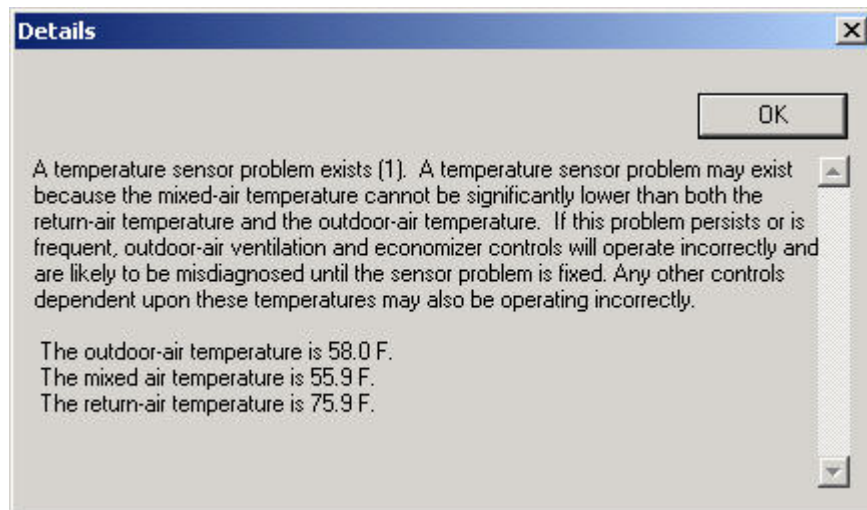 Details
OK
A temperature sensor problem exists (1).  A temperature sensor problem may exist
because the mixed-air temperature cannot be significantly lower than both the
return-air temperature and the outdoor-air temperature.  If this problem persists or is
frequent, outdoor-air ventilation and economizer controls will operate incorrectly and
are likely to be misdiagnosed until the sensor problem is fixed. Any other controls
dependent upon these temperatures may also be operating incorrectly.
The outdoor-air temperature is 58.0 F.
The mixed air temperature is 55.9 F.
The return-air temperature is 75.9 F.